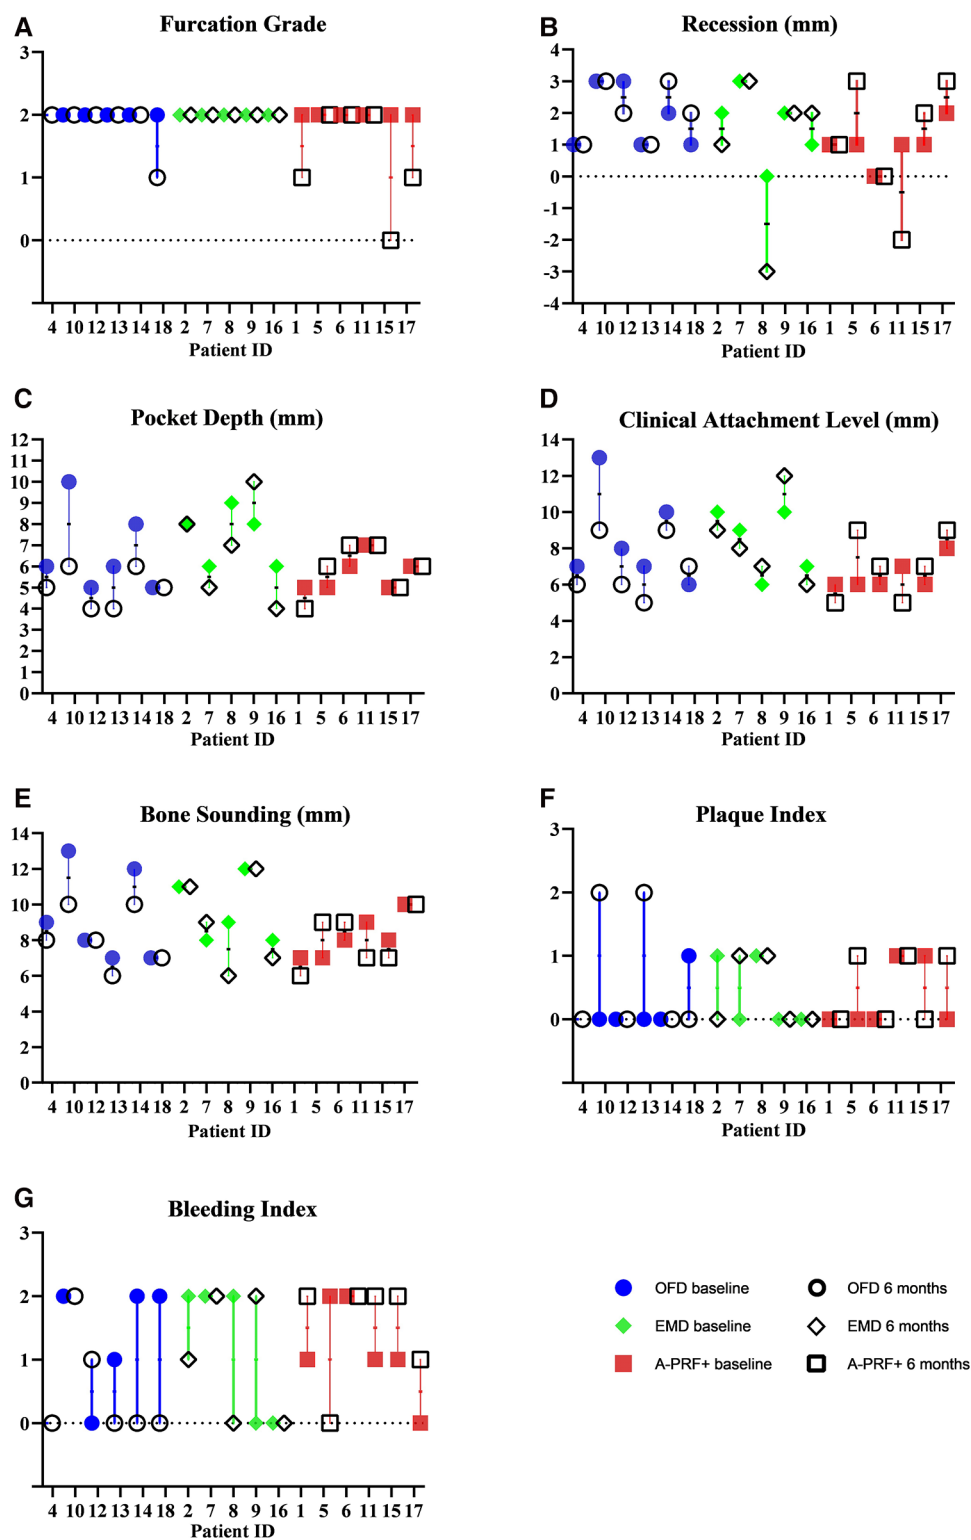 A
Furcation Grade
3
2
1
0
4 10 12 13 14 18 2 7 8 9 16 1 5 6 11 15 17
Patient ID
B
Recession (mm)
4
3
2
1
0
-1
-2
-3
-4
4 10 12 13 14 18 2 7 8 9 16 1 5 6 11 15 17
Patient ID
C
Pocket Depth (mm)
12
11
10
9
8
7
6
5
4
3
2
1
0
4 10 12 13 14 18 2 7 8 9 16 1 5 6 11 15 17
Patient ID
D
Clinical Attachment Level (mm)
14
12
10
8
6
4
2
0
4 10 12 13 14 18 2 7 8 9 16 1 5 6 11 15 17
Patient ID
E
Bone Sounding (mm)
14
12
10
8
6
4
2
0
4 10 12 13 14 18 2 7 8 9 16 1 5 6 11 15 17
Patient ID
F
Plaque Index
3
2
1
0
4 10 12 13 14 18 2 7 8 9 16 1 5 6 11 15 17
Patient ID
G
Bleeding Index
3
2
1
0
4 10 12 13 14 18 2 7 8 9 16 1 5 6 11 15 17
Patient ID
OFD baseline
OFD 6 months
EMD baseline
EMD 6 months
A-PRF+ baseline
A-PRF+ 6 months